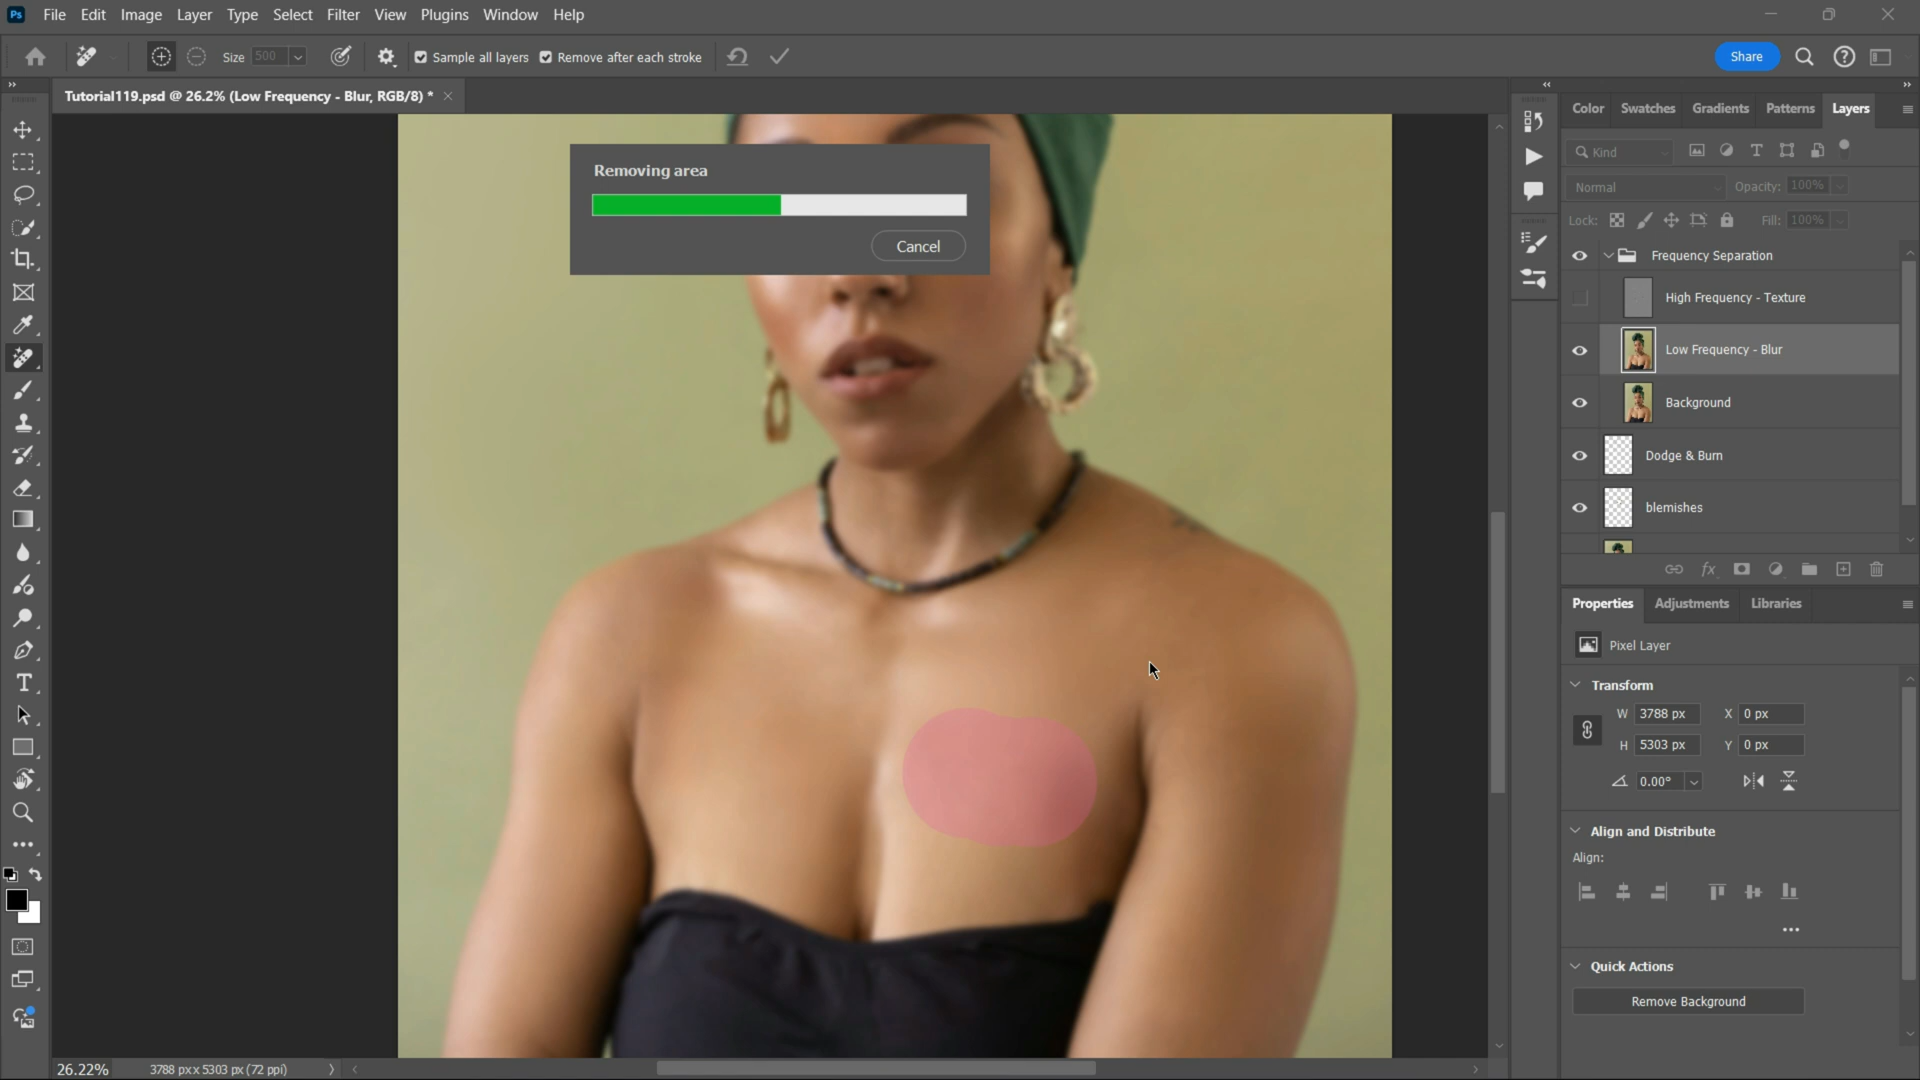 Ps File Edit Image Layer Type Select Filter View Plugins Window Help
Size 500 Sample all layers Remove after each stroke Share
Tutorial119.psd @ 26.2% (Low Frequency - Blur, RGB/8) *
Removing area
Cancel
Color Swatches Gradients Patterns Layers
Kind
Normal Opacity: 100%
Lock: Fill: 100%
Frequency Separation
High Frequency - Texture
Low Frequency - Blur
Background
Dodge & Burn
blemishes
fx
Properties Adjustments Libraries
Pixel Layer
Transform
W 3788 px X 0 px
H 5303 px Y 0 px
0.00°
Align and Distribute
Align:
Quick Actions
Remove Background
26.22% 3788 px x 5303 px (72 ppi)